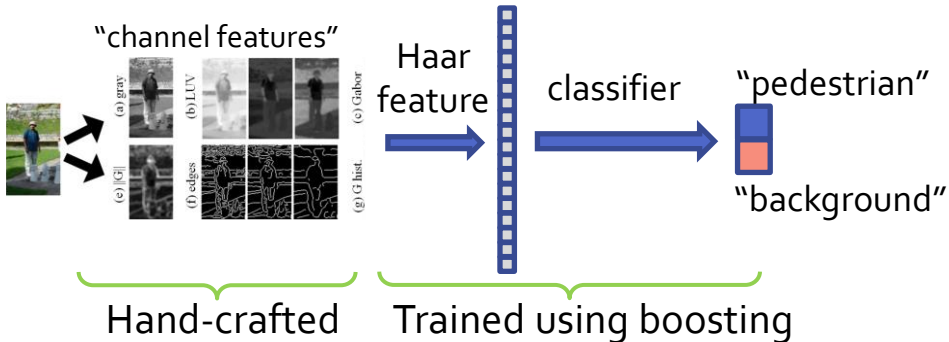 “channel features”
(a) gray
(b) LUV
(c) Gabor
(e) ||G||
(f) edges
(g) G hist.
Haar
feature
classifier
“pedestrian”
“background”
Hand-crafted
Trained using boosting